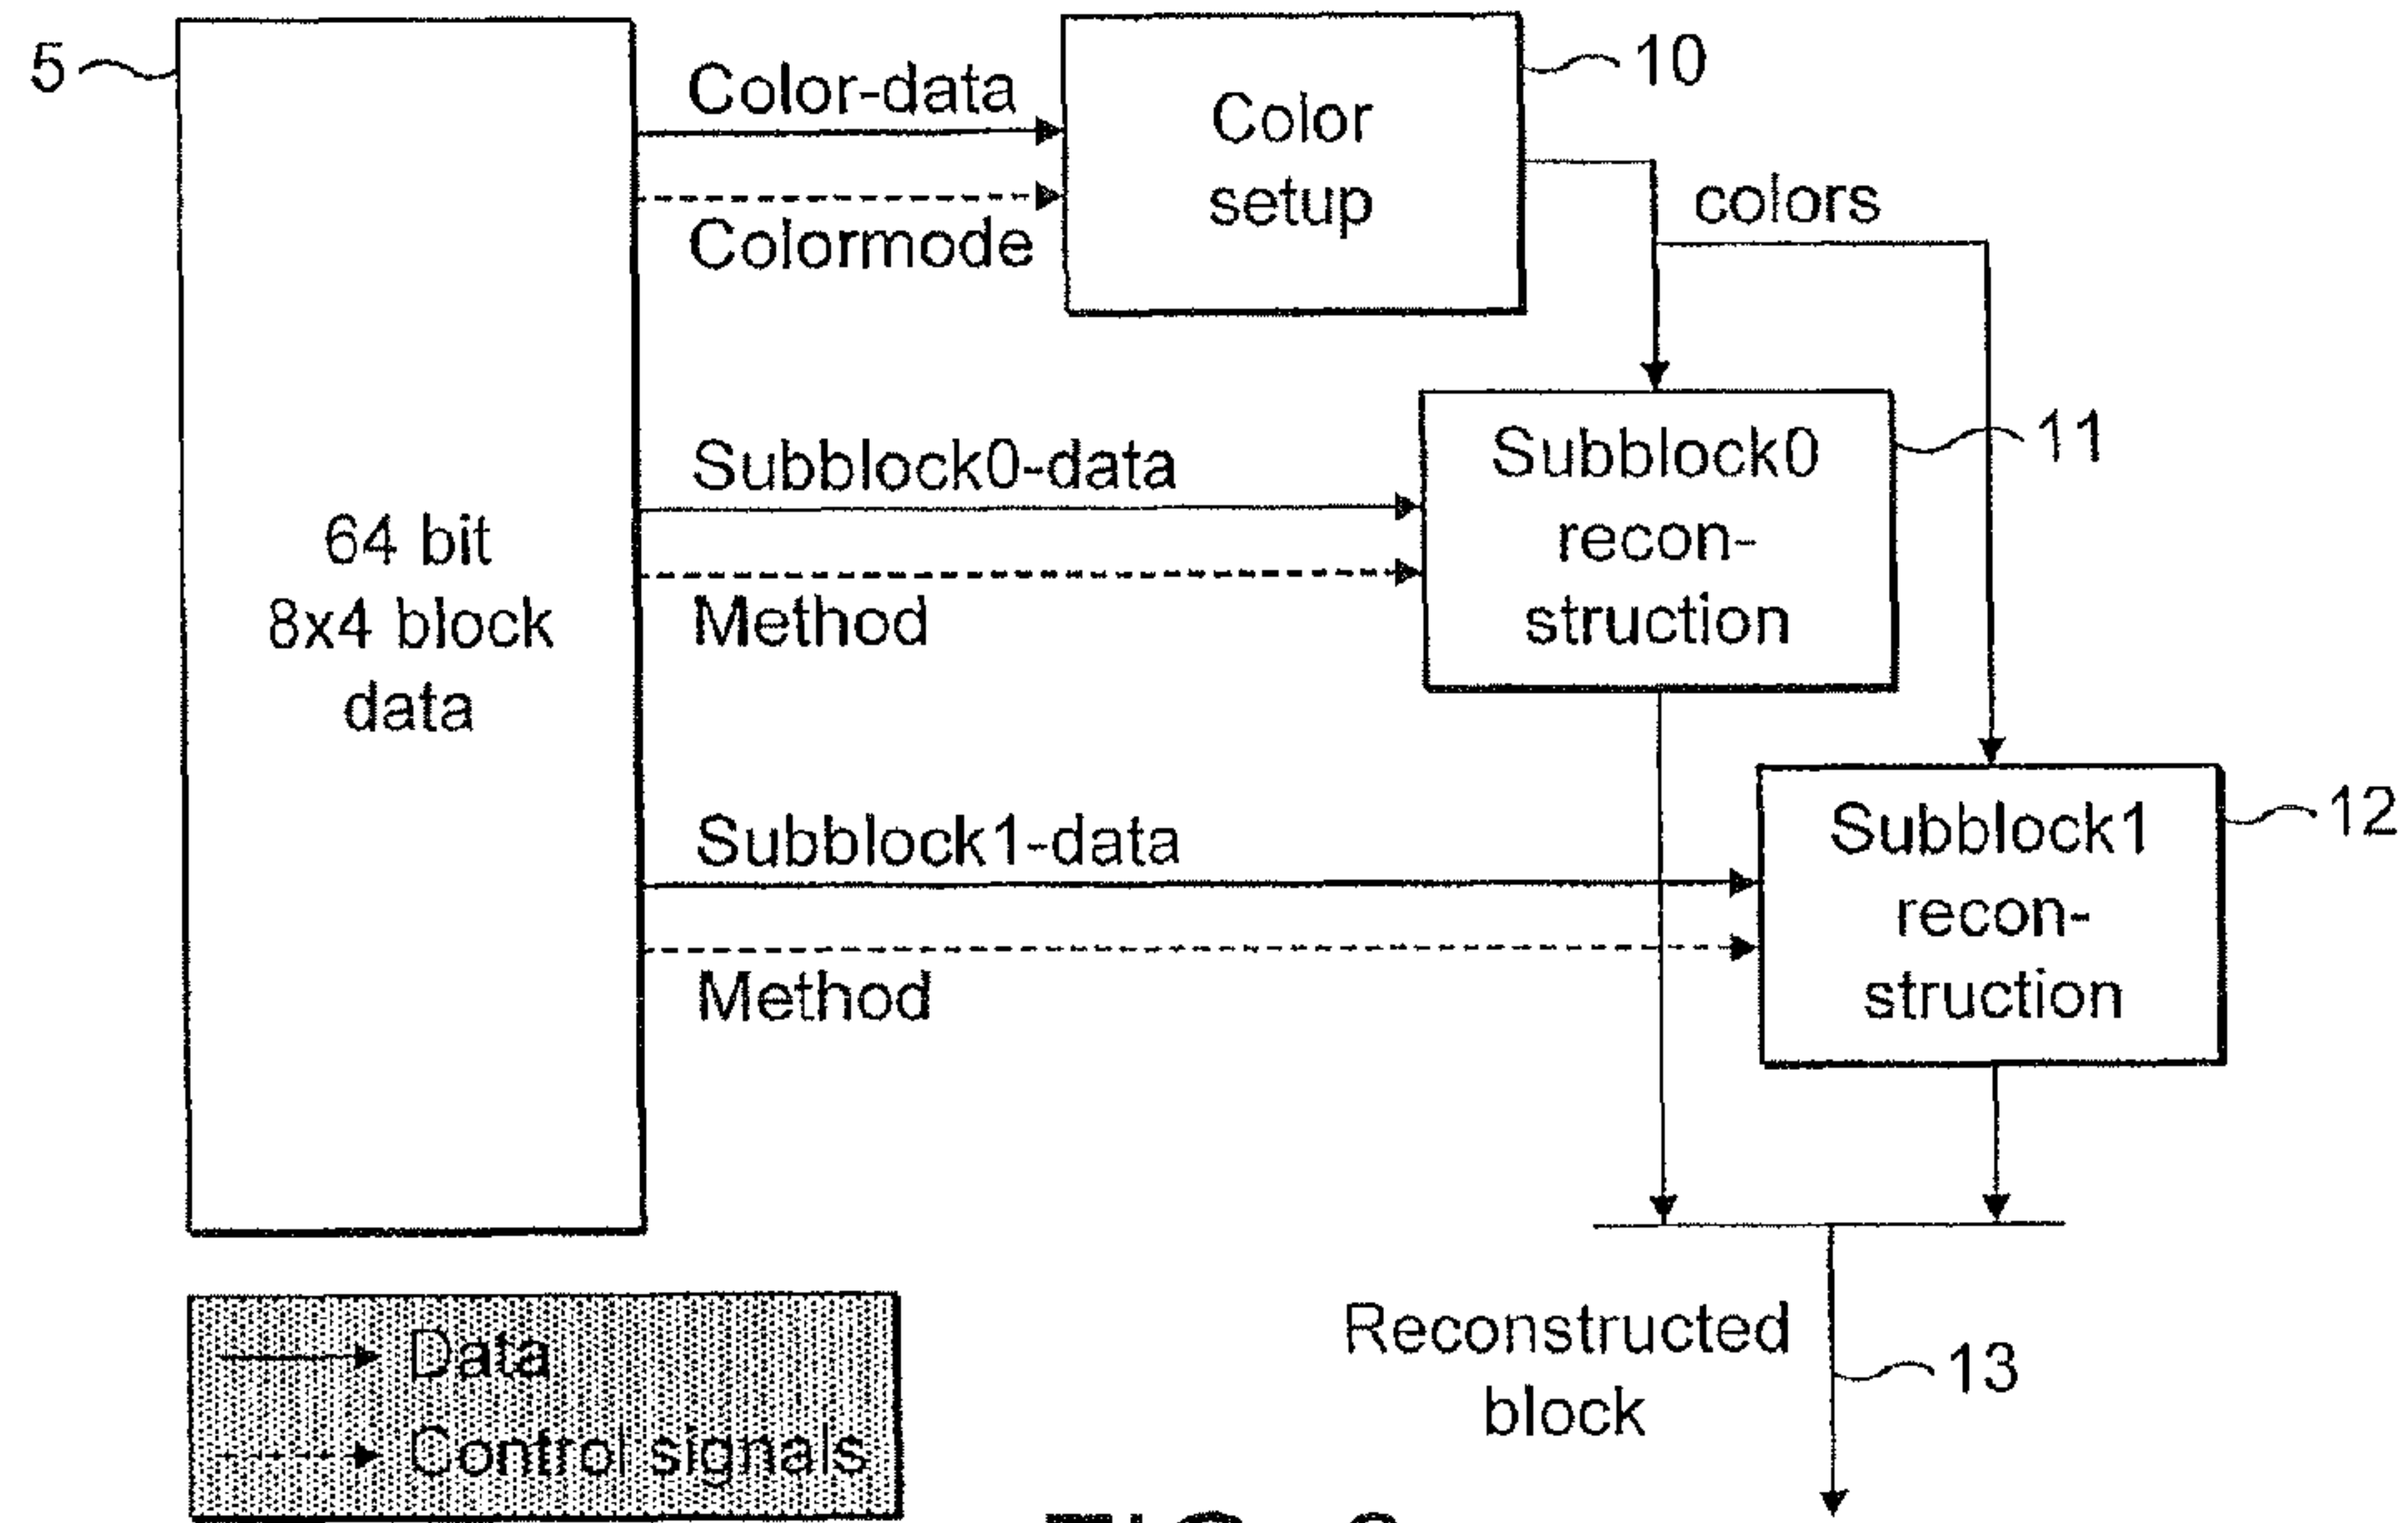 5
Color-data
Colormode
Color
setup
10
colors
64 bit
8x4 block
data
Subblock0-data
Method
Subblock0
recon-
struction
11
Subblock1-data
Method
Subblock1
recon-
struction
12
Data
Control signals
Reconstructed
block
13